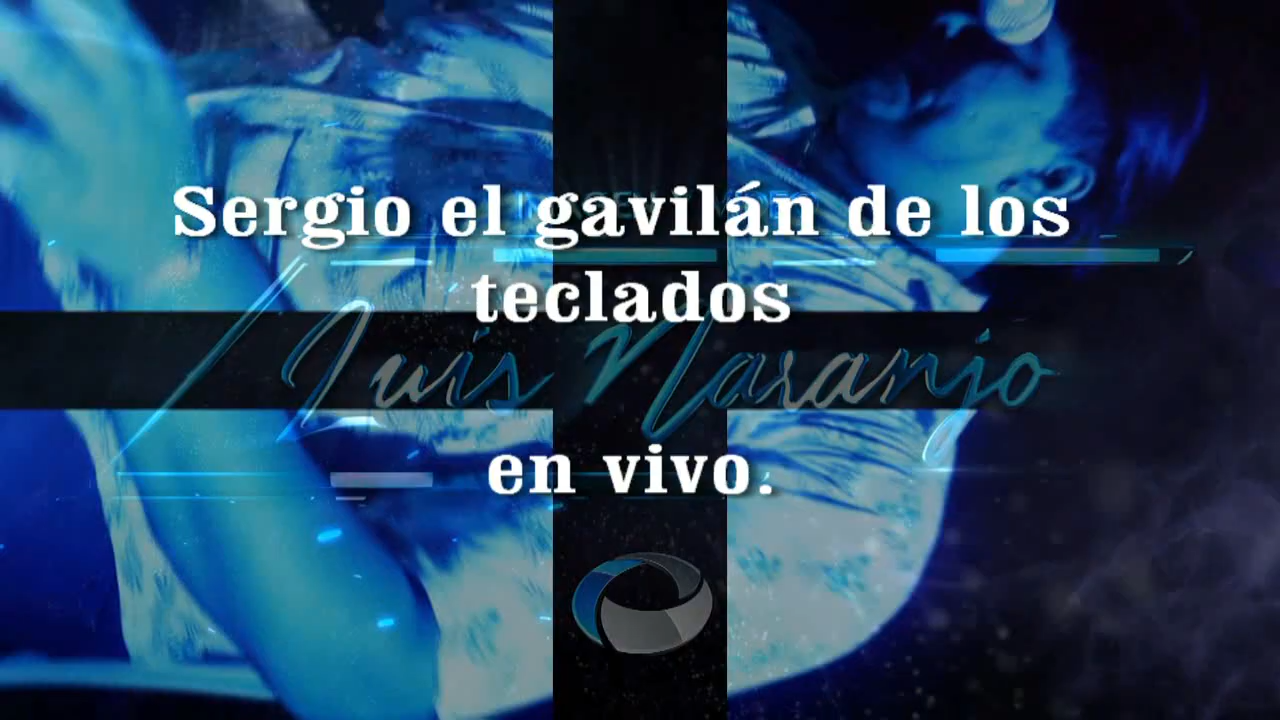 Sergio el gavilán de los
teclados
Luis Naranjo
en vivo.